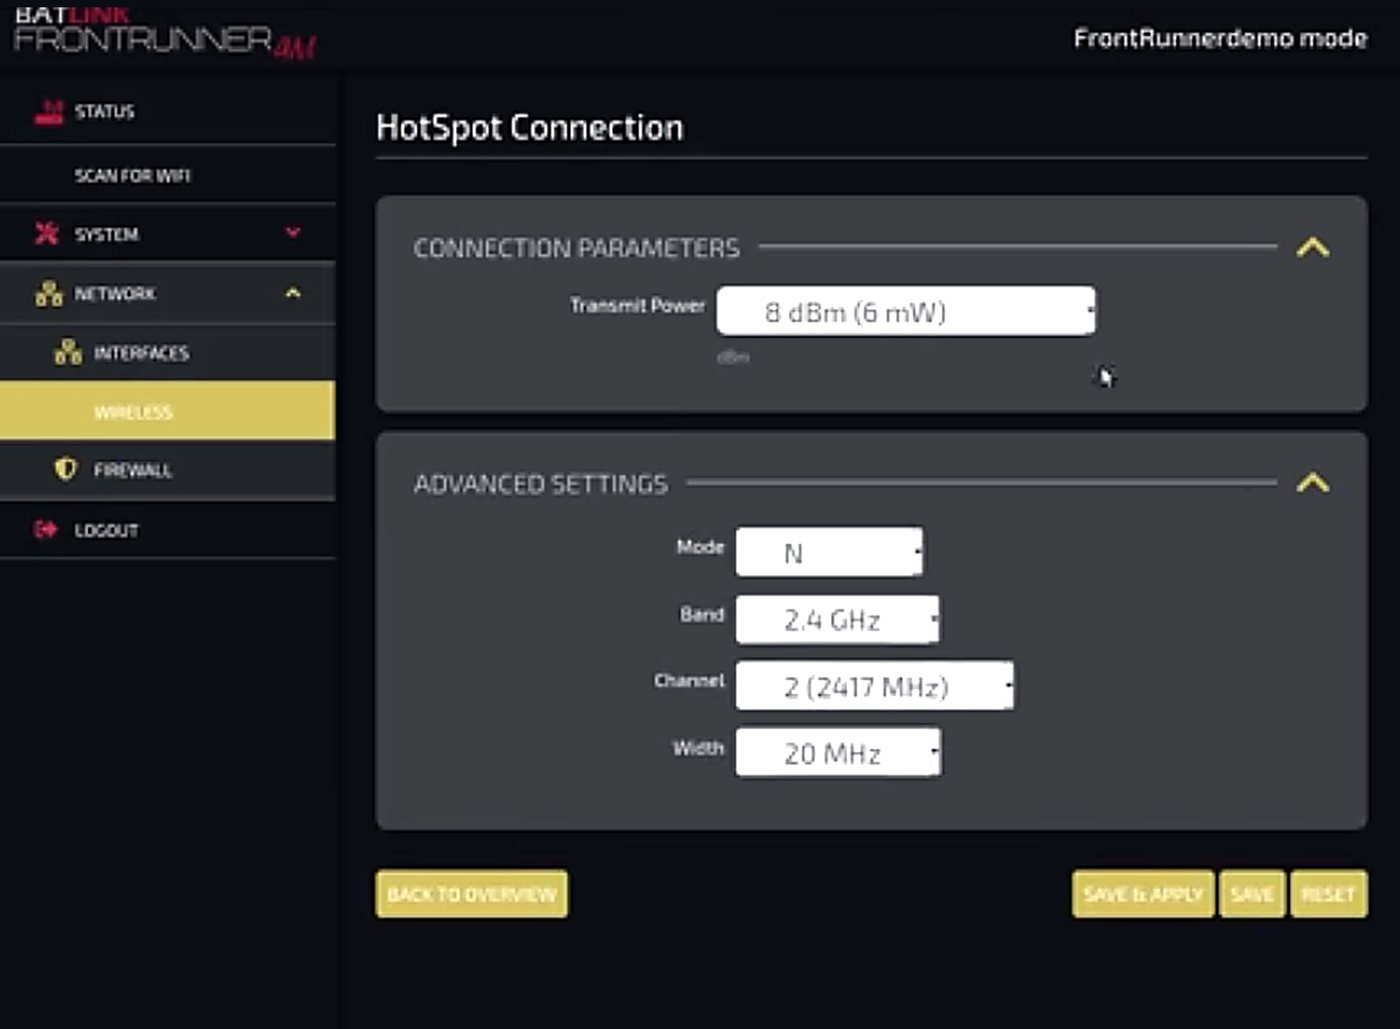 BATLINK
FRONTRUNNER 4M
FrontRunnerdemo mode
STATUS
SCAN FOR WIFI
SYSTEM
NETWORK
INTERFACES
WIRELESS
FIREWALL
LOGOUT
HotSpot Connection
CONNECTION PARAMETERS
Transmit Power 8 dBm (6 mW)
dBm
ADVANCED SETTINGS
Mode N
Band 2.4 GHz
Channel 2 (2417 MHz)
Width 20 MHz
BACK TO OVERVIEW SAVE & APPLY SAVE RESET